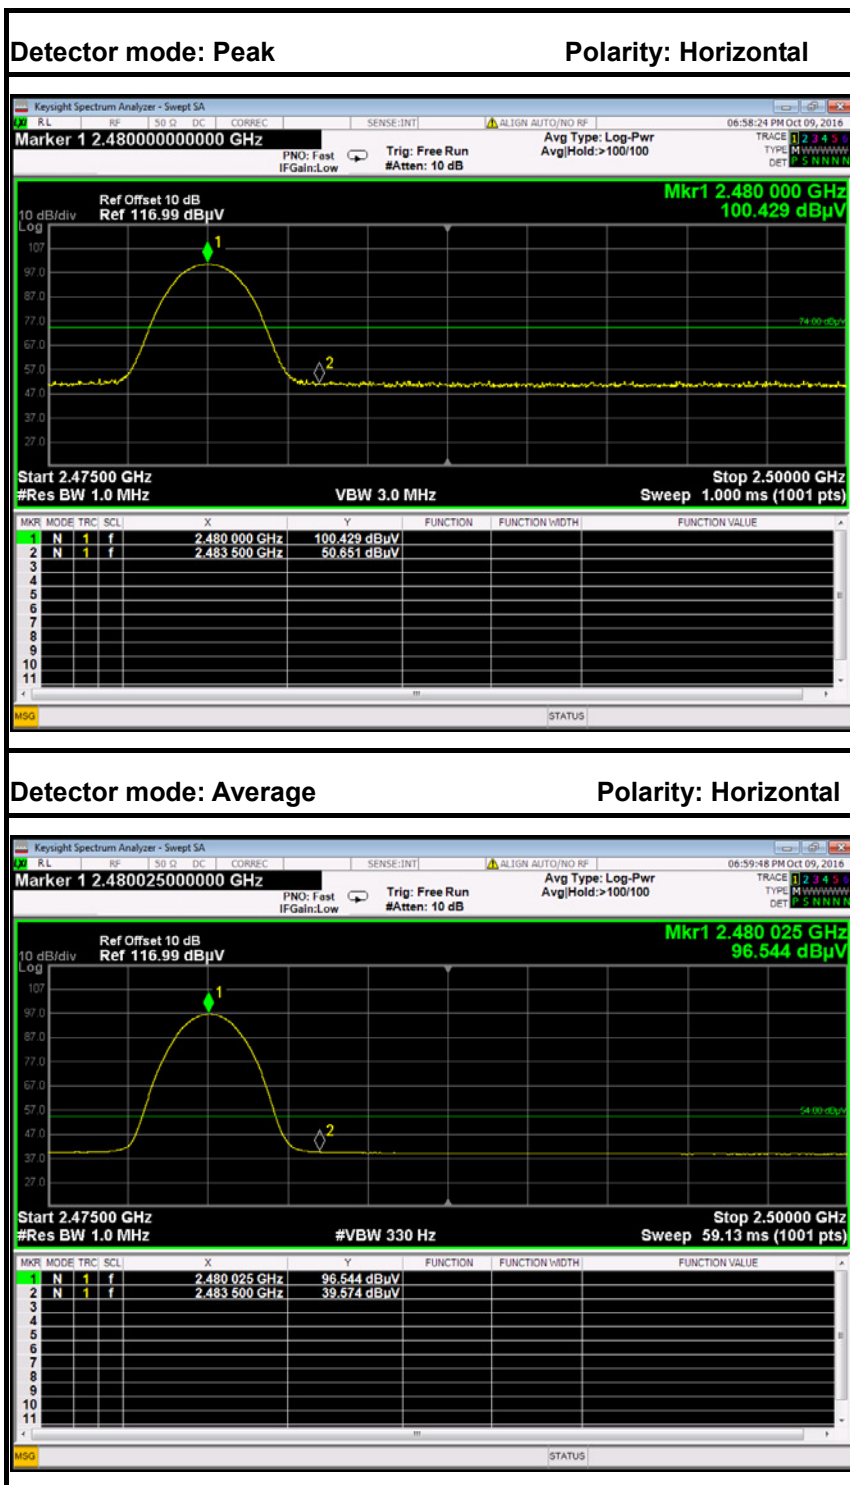 Detector mode: Peak Polarity: Horizontal
Keysight Spectrum Analyzer - Swept SA
RL RF 50 Ω DC CORREC SENSE:INT ALIGN AUTO/NO RF 06:58:24 PM Oct 09, 2016
Marker 1 2.480000000000 GHz
PNO: Fast
IFGain:Low
Trig: Free Run
#Atten: 10 dB
Avg Type: Log-Pwr
Avg|Hold:>100/100
TRACE 1 2 3 4 5 6
TYPE M WWWWW
DET P S N N N N
Mkr1 2.480 000 GHz
100.429 dBµV
Ref Offset 10 dB
10 dB/div Ref 116.99 dBµV
Log
107
97.0
87.0
77.0
67.0
57.0
47.0
37.0
27.0
1
2
74.00 dBµV
Start 2.47500 GHz Stop 2.50000 GHz
#Res BW 1.0 MHz VBW 3.0 MHz Sweep 1.000 ms (1001 pts)
MKR MODE TRC SCL X Y FUNCTION FUNCTION WIDTH FUNCTION VALUE
1 N 1 f 2.480 000 GHz 100.429 dBµV
2 N 1 f 2.483 500 GHz 50.651 dBµV
3
4
5
6
7
8
9
10
11
MSG STATUS
Detector mode: Average Polarity: Horizontal
Keysight Spectrum Analyzer - Swept SA
RL RF 50 Ω DC CORREC SENSE:INT ALIGN AUTO/NO RF 06:59:48 PM Oct 09, 2016
Marker 1 2.480025000000 GHz
PNO: Fast
IFGain:Low
Trig: Free Run
#Atten: 10 dB
Avg Type: Log-Pwr
Avg|Hold:>100/100
TRACE 1 2 3 4 5 6
TYPE M WWWWW
DET P S N N N N
Mkr1 2.480 025 GHz
96.544 dBµV
Ref Offset 10 dB
10 dB/div Ref 116.99 dBµV
Log
107
97.0
87.0
77.0
67.0
57.0
47.0
37.0
27.0
1
2
54.00 dBµV
Start 2.47500 GHz Stop 2.50000 GHz
#Res BW 1.0 MHz #VBW 330 Hz Sweep 59.13 ms (1001 pts)
MKR MODE TRC SCL X Y FUNCTION FUNCTION WIDTH FUNCTION VALUE
1 N 1 f 2.480 025 GHz 96.544 dBµV
2 N 1 f 2.483 500 GHz 39.574 dBµV
3
4
5
6
7
8
9
10
11
MSG STATUS